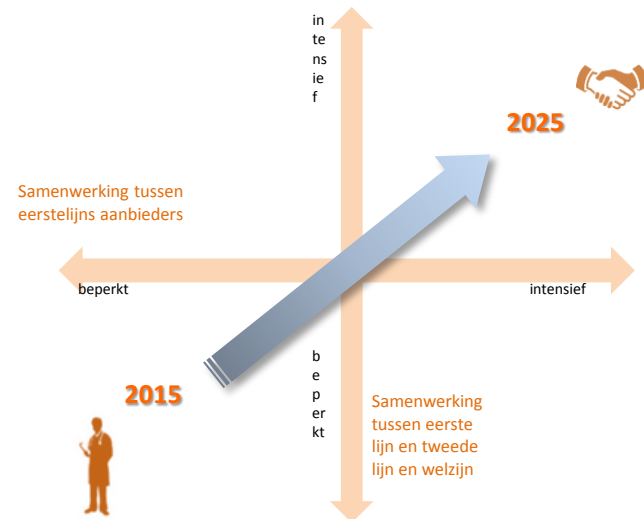 in
te
ns
ie
f
2025
Samenwerking tussen
eerstelijns aanbieders
beperkt
intensief
b
e
p
er
kt
2015
Samenwerking
tussen eerste
lijn en tweede
lijn en welzijn